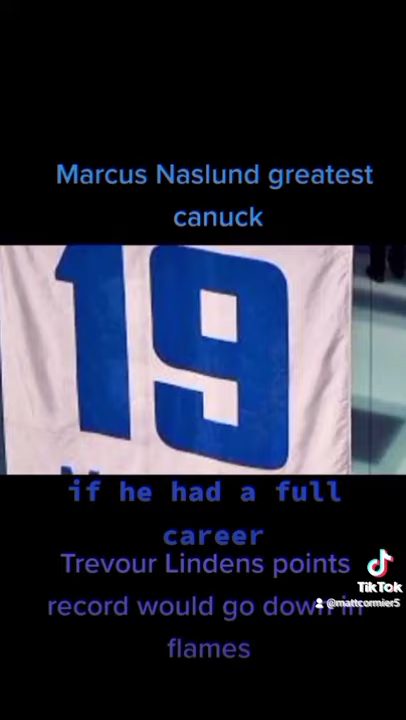 Marcus Naslund greatest
canuck
19
if he had a full
career
Trevour Lindens points
record would go down in
flames
TikTok
@mattcormier5